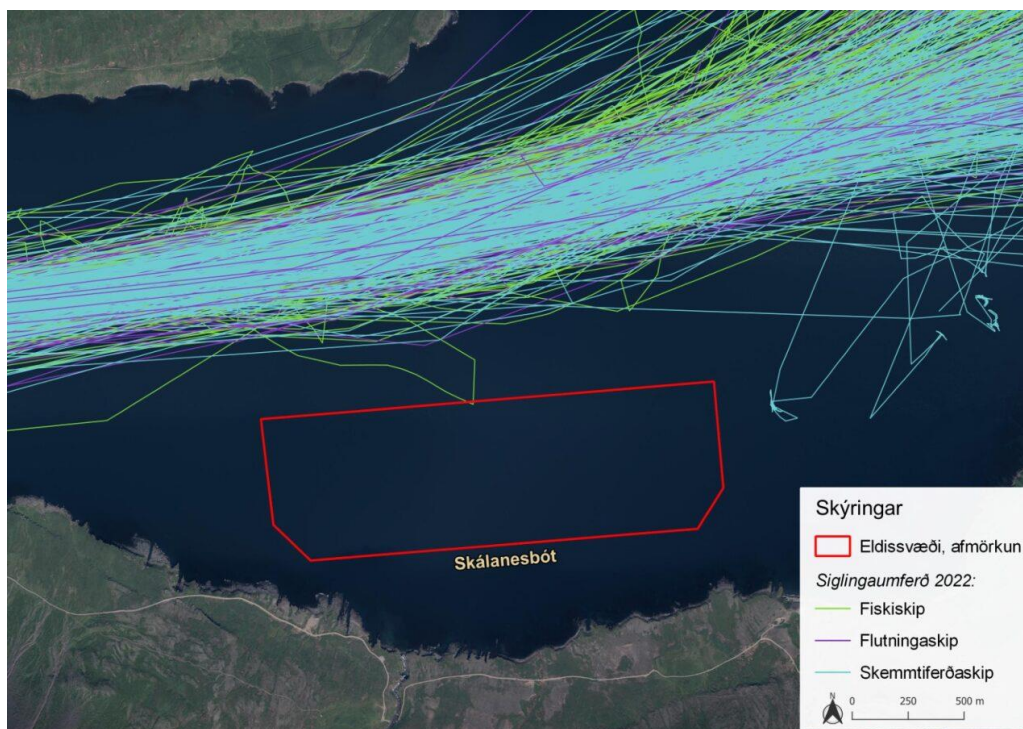 Skálanesbót
Skýringar
Eldissvæði, afmörkun
Siglingaumferð 2022:
Fiskiskip
Flutningaskip
Skemmtiferðaskip
N
0 250 500 m